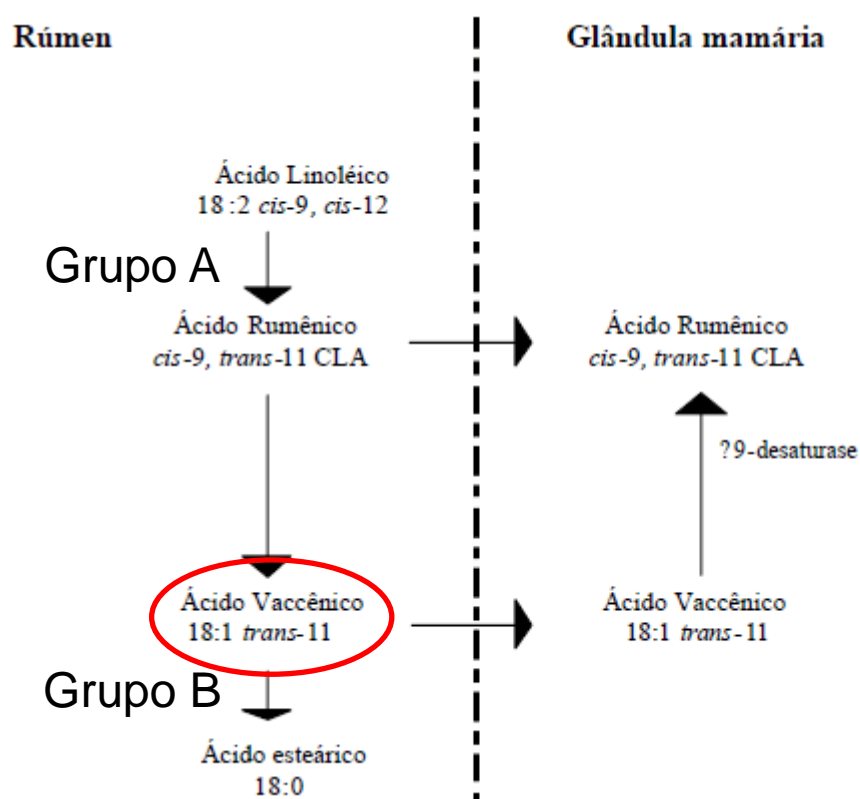 Rúmen
Glândula mamária
Ácido Linoléico
18:2 cis-9, cis-12
Grupo A
Ácido Rumênico
cis-9, trans-11 CLA
Ácido Rumênico
cis-9, trans-11 CLA
?9-desaturase
Ácido Vaccênico
18:1 trans-11
Ácido Vaccênico
18:1 trans-11
Grupo B
Ácido esteárico
18:0